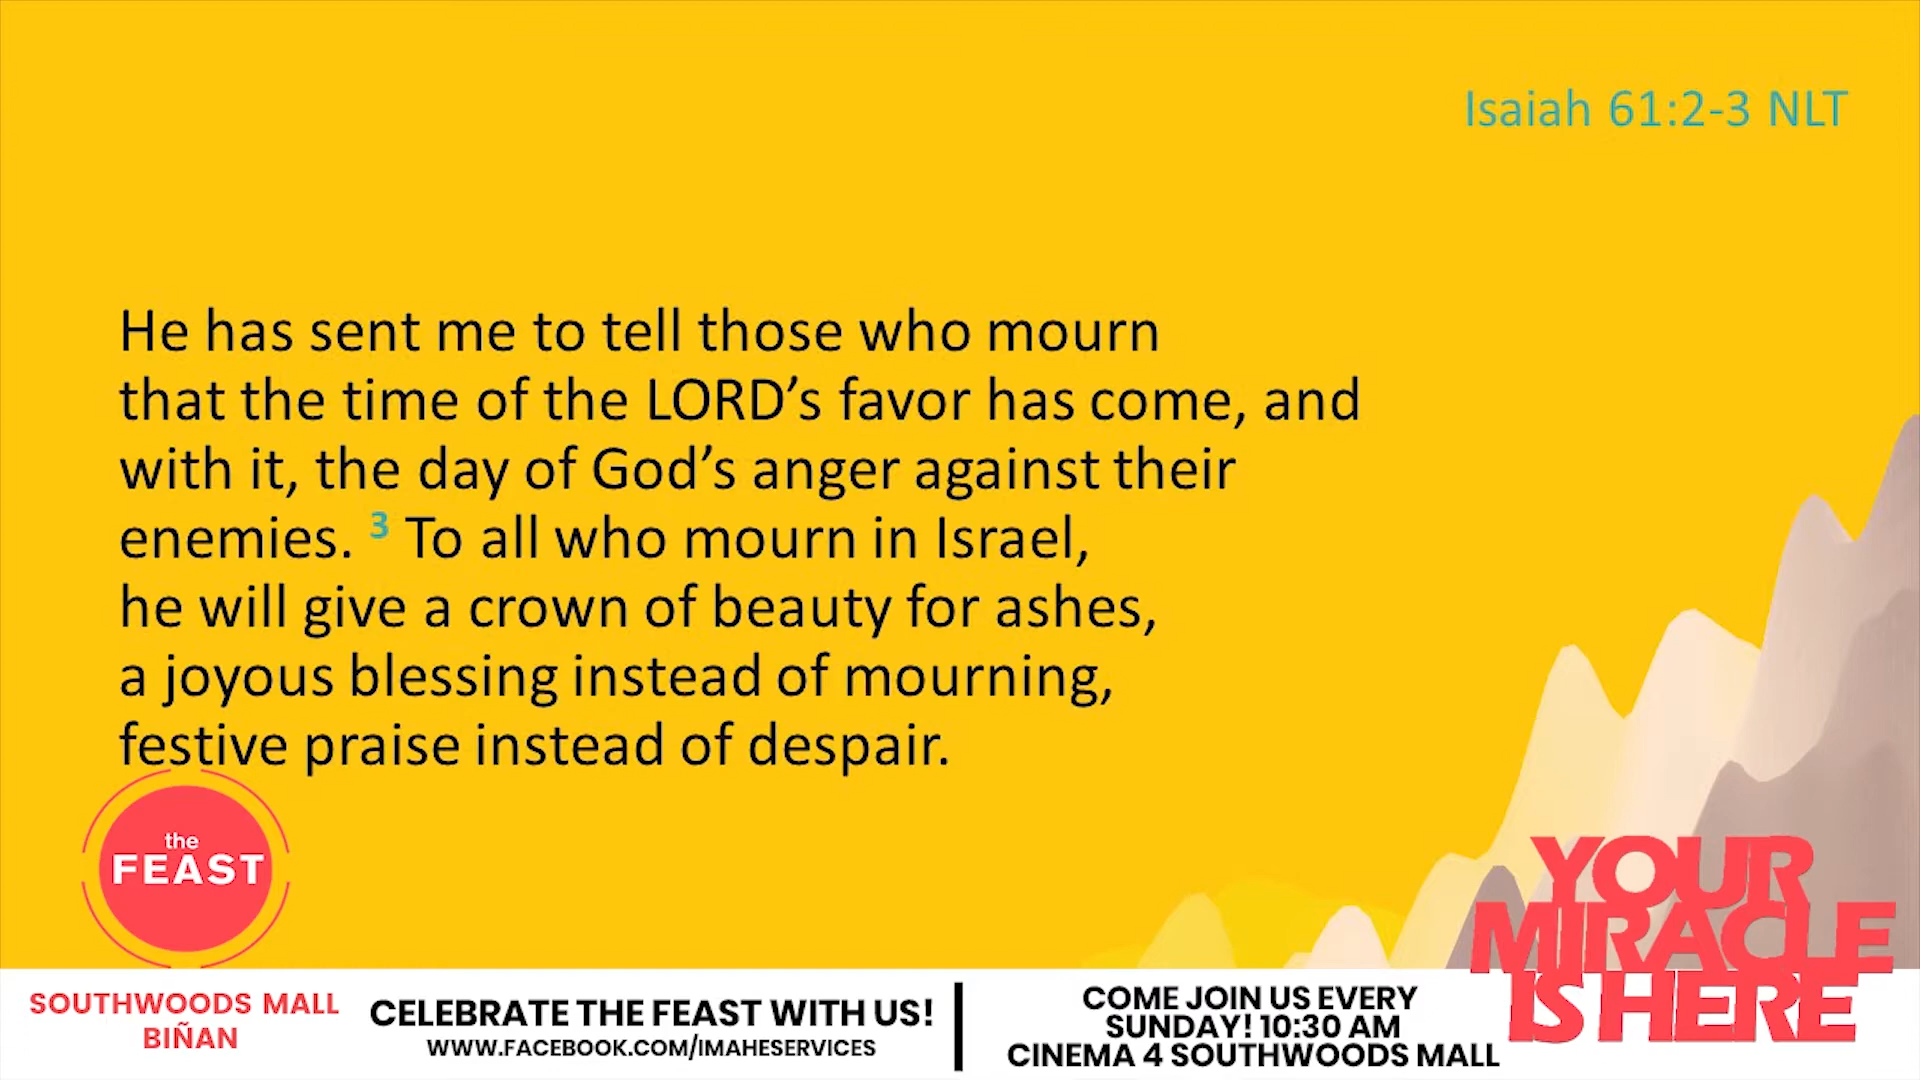 Isaiah 61:2-3 NLT
He has sent me to tell those who mourn
that the time of the LORD’s favor has come, and
with it, the day of God’s anger against their
enemies. 3 To all who mourn in Israel,
he will give a crown of beauty for ashes,
a joyous blessing instead of mourning,
festive praise instead of despair.
the
FEAST
SOUTHWOODS MALL
BIÑAN
CELEBRATE THE FEAST WITH US!
WWW.FACEBOOK.COM/IMAHESERVICES
COME JOIN US EVERY
SUNDAY! 10:30 AM
CINEMA 4 SOUTHWOODS MALL
YOUR
MIRACLE
IS HERE